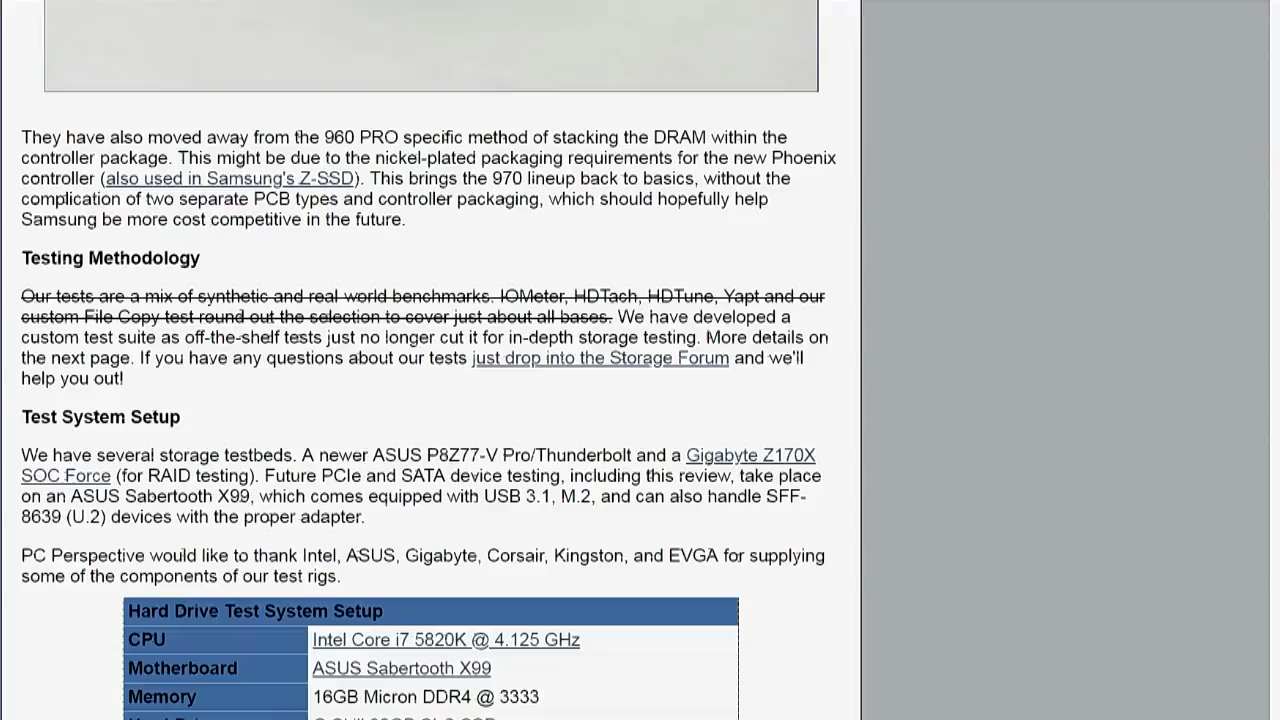 They have also moved away from the 960 PRO specific method of stacking the DRAM within the
controller package. This might be due to the nickel-plated packaging requirements for the new Phoenix
controller (also used in Samsung's Z-SSD). This brings the 970 lineup back to basics, without the
complication of two separate PCB types and controller packaging, which should hopefully help
Samsung be more cost competitive in the future.
Testing Methodology
Our tests are a mix of synthetic and real world benchmarks. IOMeter, HDTach, HDTune, Yapt and our
custom File Copy test round out the selection to cover just about all bases. We have developed a
custom test suite as off-the-shelf tests just no longer cut it for in-depth storage testing. More details on
the next page. If you have any questions about our tests just drop into the Storage Forum and we'll
help you out!
Test System Setup
We have several storage testbeds. A newer ASUS P8Z77-V Pro/Thunderbolt and a Gigabyte Z170X
SOC Force (for RAID testing). Future PCIe and SATA device testing, including this review, take place
on an ASUS Sabertooth X99, which comes equipped with USB 3.1, M.2, and can also handle SFF-
8639 (U.2) devices with the proper adapter.
PC Perspective would like to thank Intel, ASUS, Gigabyte, Corsair, Kingston, and EVGA for supplying
some of the components of our test rigs.
Hard Drive Test System Setup
CPU Intel Core i7 5820K @ 4.125 GHz
Motherboard ASUS Sabertooth X99
Memory 16GB Micron DDR4 @ 3333